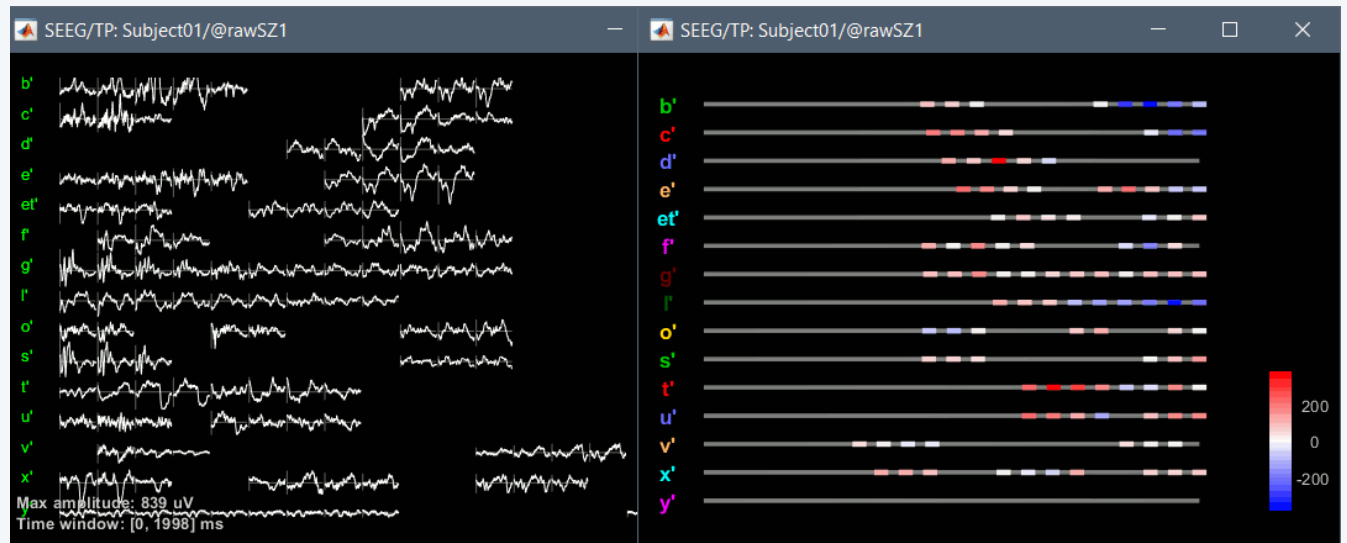 SEEG/TP: Subject01/@rawSZ1
b'
c'
d'
e'
et'
f'
g'
l'
o'
s'
t'
u'
v'
x'
y'
Max amplitude: 839 uV
Time window: [0, 1998] ms
SEEG/TP: Subject01/@rawSZ1
b'
c'
d'
e'
et'
f'
g'
l'
o'
s'
t'
u'
v'
x'
y'
200
0
-200